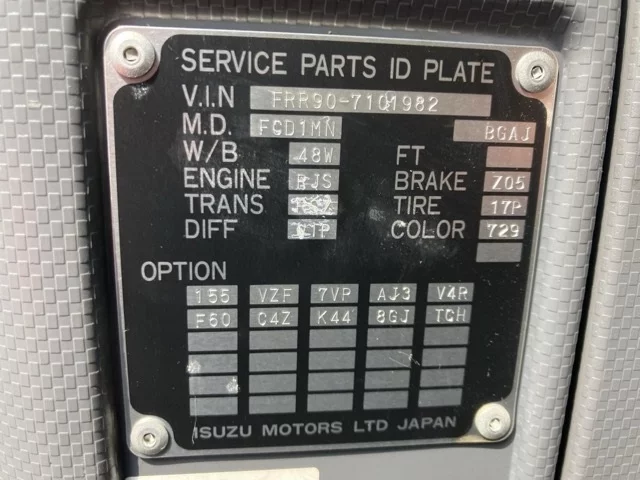 SERVICE PARTS ID PLATE
V.I.N FRR90-7101982
M.D. FCD1MN BGAJ
W/B 48W FT
ENGINE RJS BRAKE Z05
TRANS TIRE 17P
DIFF COLOR 729
OPTION
155 VZF 7VP AJ3 V4R
F60 C4Z K44 8GJ TCH
ISUZU MOTORS LTD JAPAN